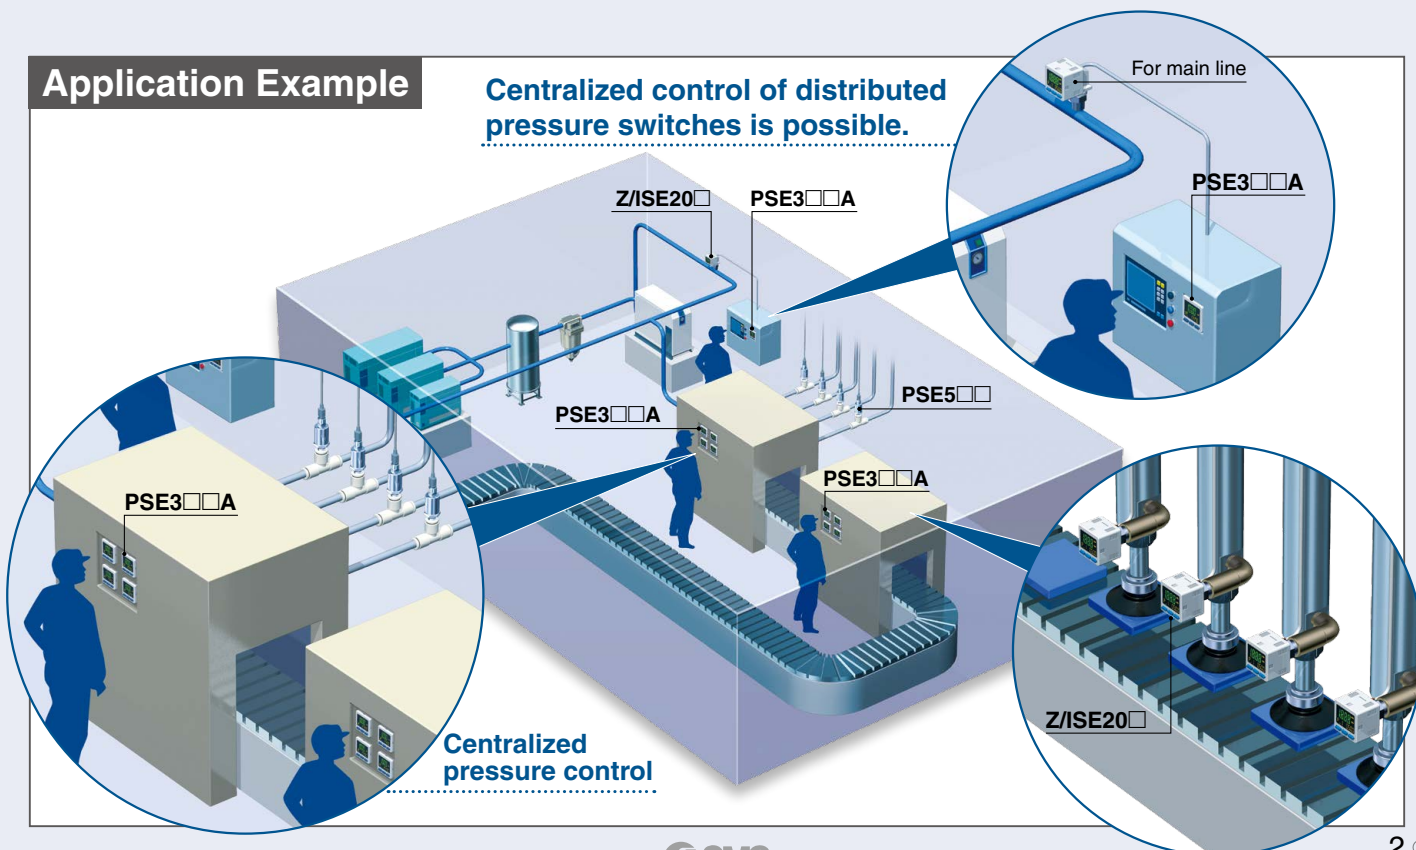 Application Example
Centralized control of distributed
pressure switches is possible.
For main line
PSE3□□A
Z/ISE20□
PSE3□□A
PSE5□□
PSE3□□A
PSE3□□A
PSE3□□A
Z/ISE20□
Centralized
pressure control
2